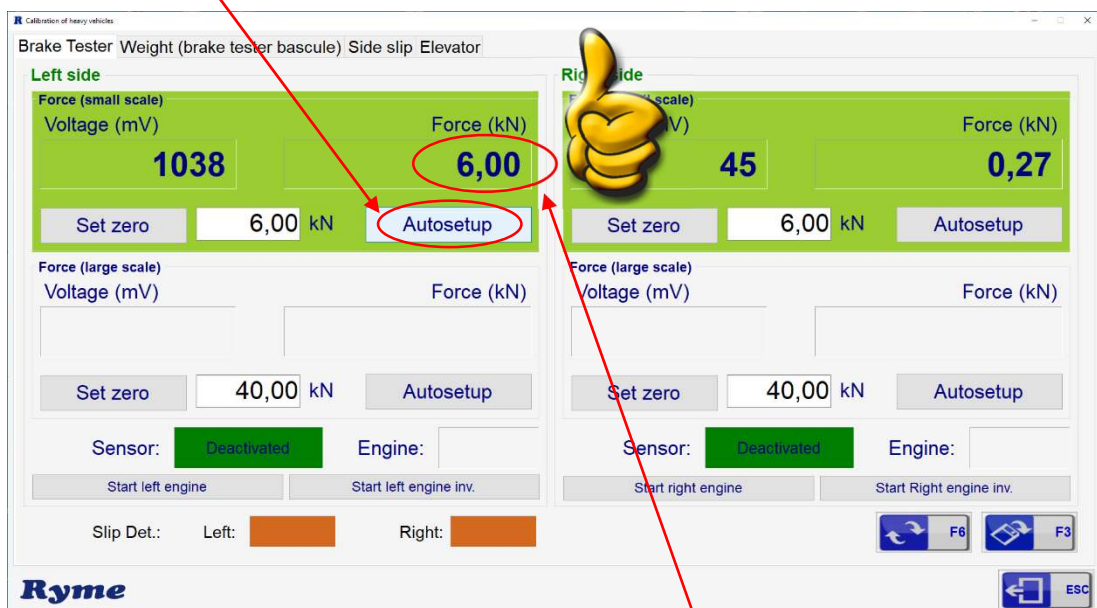 R Calibration of heavy vehicles
Brake Tester Weight (brake tester bascule) Side slip Elevator
Left side
Force (small scale)
Voltage (mV) Force (kN)
1038 6,00
Set zero 6,00 kN Autosetup
Force (large scale)
Voltage (mV) Force (kN)
Set zero 40,00 kN Autosetup
Sensor: Deactivated Engine:
Start left engine Start left engine inv.
Slip Det.: Left: Right:
side
scale)
Force (kN)
45 0,27
Set zero 6,00 kN Autosetup
Force (large scale)
Voltage (mV) Force (kN)
Set zero 40,00 kN Autosetup
Sensor: Deactivated Engine:
Start right engine Start Right engine inv.
F6 F3
Ryme
ESC